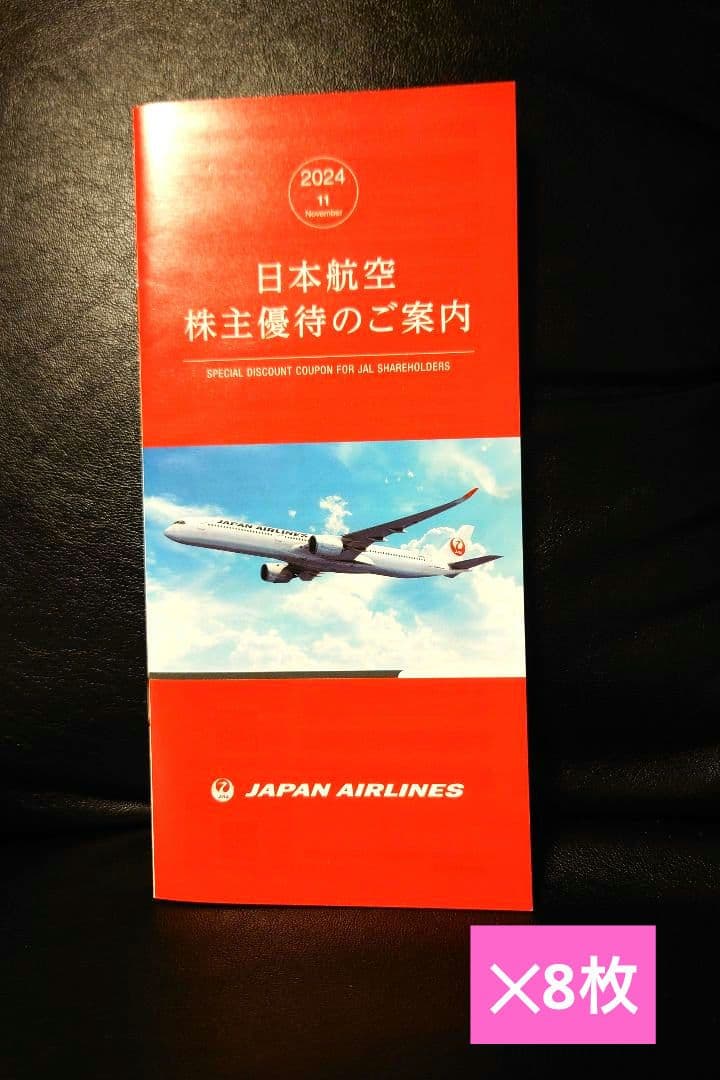 2024
11
November
日本航空
株主優待のご案内
SPECIAL DISCOUNT COUPON FOR JAL SHAREHOLDERS
JAPAN AIRLINES
JAL
JAPAN AIRLINES
×8枚